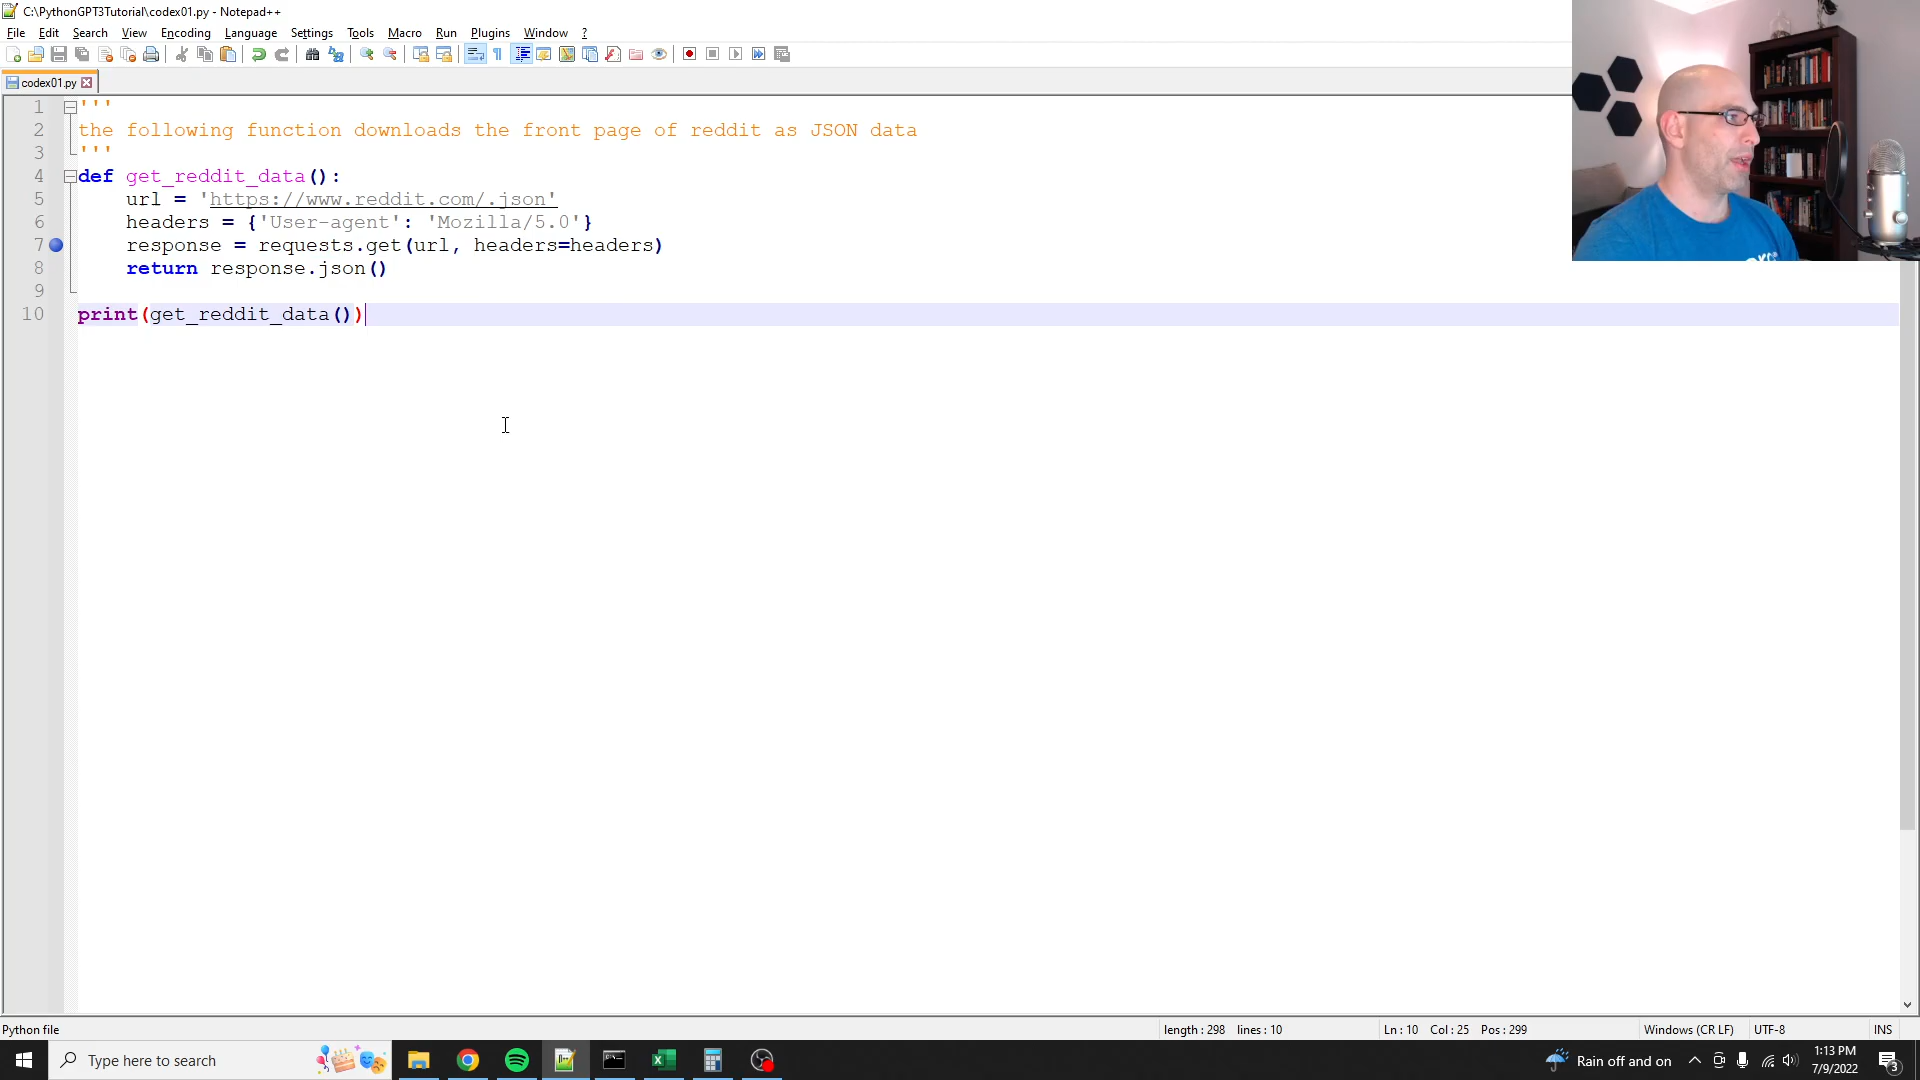 C:\PythonGPT3Tutorial\codex01.py - Notepad++
File Edit Search View Encoding Language Settings Tools Macro Run Plugins Window ?
codex01.py
1 '''
2 the following function downloads the front page of reddit as JSON data
3 '''
4 def get_reddit_data():
5 url = 'https://www.reddit.com/.json'
6 headers = {'User-agent': 'Mozilla/5.0'}
7 response = requests.get(url, headers=headers)
8 return response.json()
9
10 print(get_reddit_data())
Python file length : 298 lines : 10 Ln : 10 Col : 25 Pos : 299 Windows (CR LF) UTF-8 INS
Type here to search Rain off and on 1:13 PM
7/9/2022 3